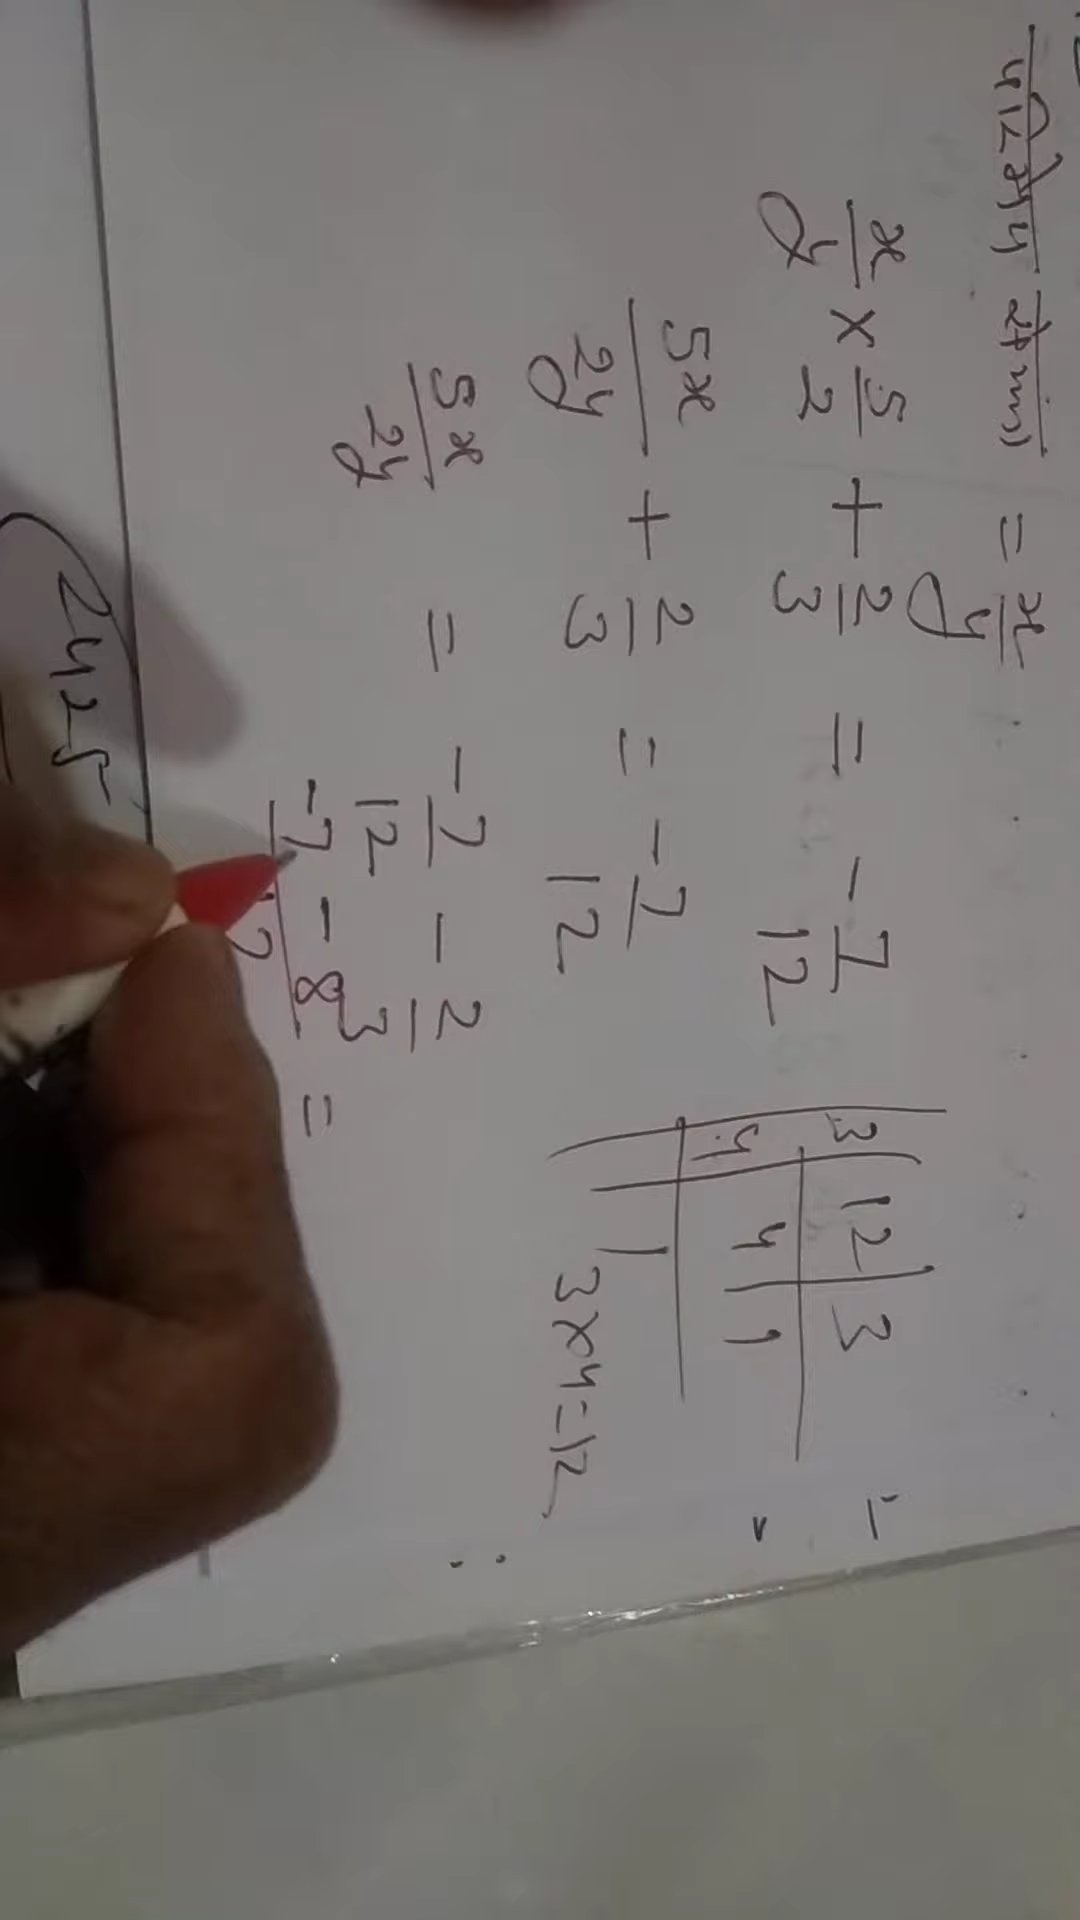 = x/y
x/y × 5/2 + 2/3 = -7/12
5x/2y + 2/3 = -7/12
5x/2y = -7/12 - 2/3
-7 - 8 =
3 | 12, 3
4 | 4, 1
1
3×4=12